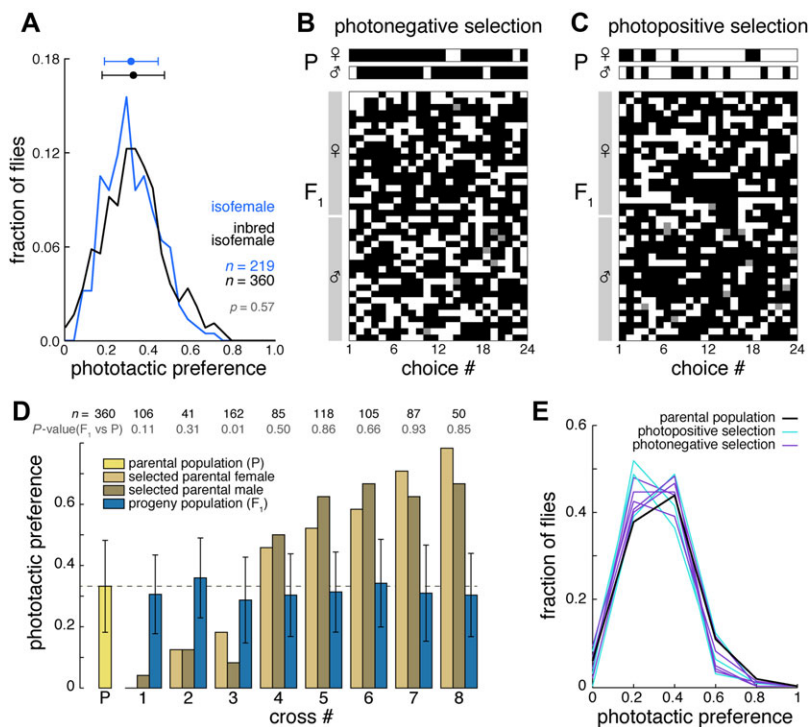 A
0.18
0.12
0.06
0.0
fraction of flies
isofemale
inbred
isofemale
n = 219
n = 360
p = 0.57
0 0.2 0.4 0.6 0.8 1.0
phototactic preference
B photonegative selection
P
♀
♂
F1
♀
♂
1 6 12 18 24
choice #
C photopositive selection
P
♀
♂
F1
♀
♂
1 6 12 18 24
choice #
D n = 360 106 41 162 85 118 105 87 50
P-value(F1 vs P) 0.11 0.31 0.01 0.50 0.86 0.66 0.93 0.85
parental population (P)
selected parental female
selected parental male
progeny population (F1)
phototactic preference
0.6
0.4
0.2
0
P 1 2 3 4 5 6 7 8
cross #
E
parental population
photopositive selection
photonegative selection
fraction of flies
0.6
0.4
0.2
0
0 0.2 0.4 0.6 0.8 1
phototactic preference